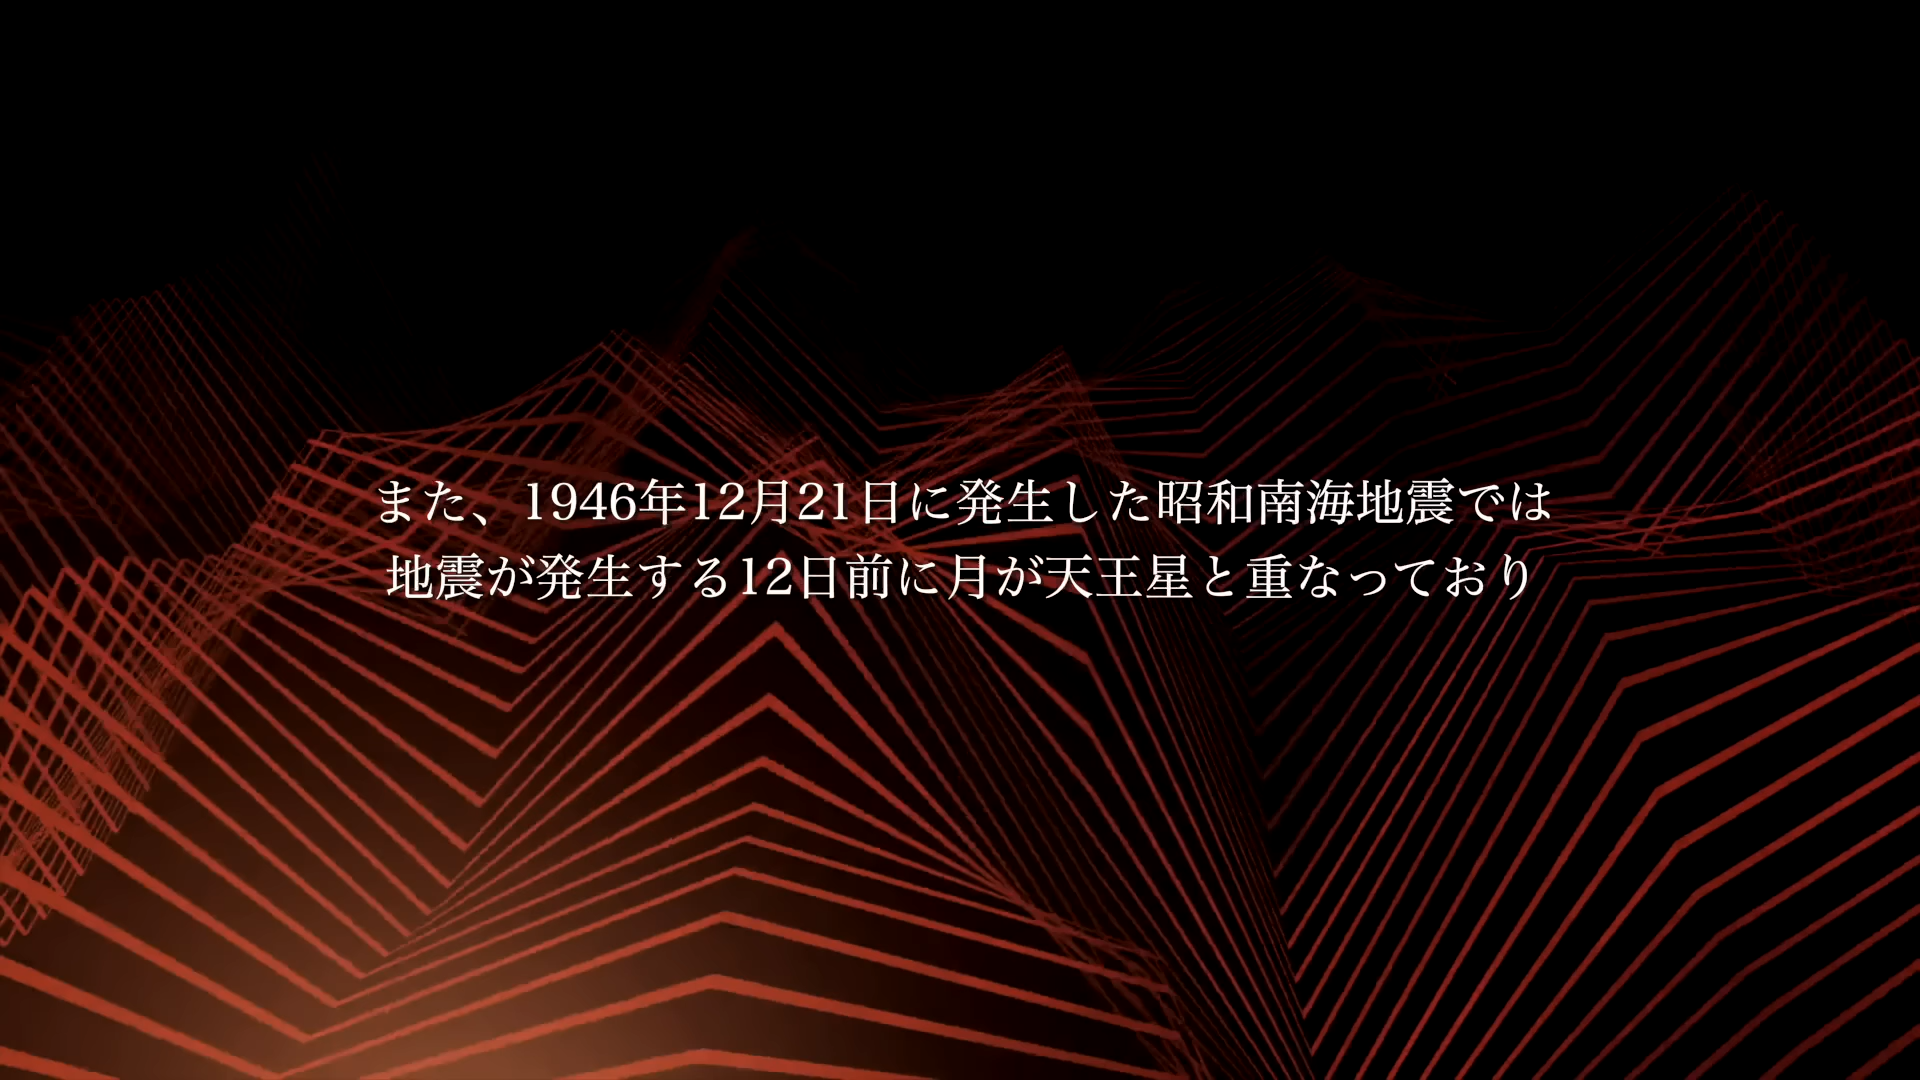 また、1946年12月21日に発生した昭和南海地震では
地震が発生する12日前に月が天王星と重なっており